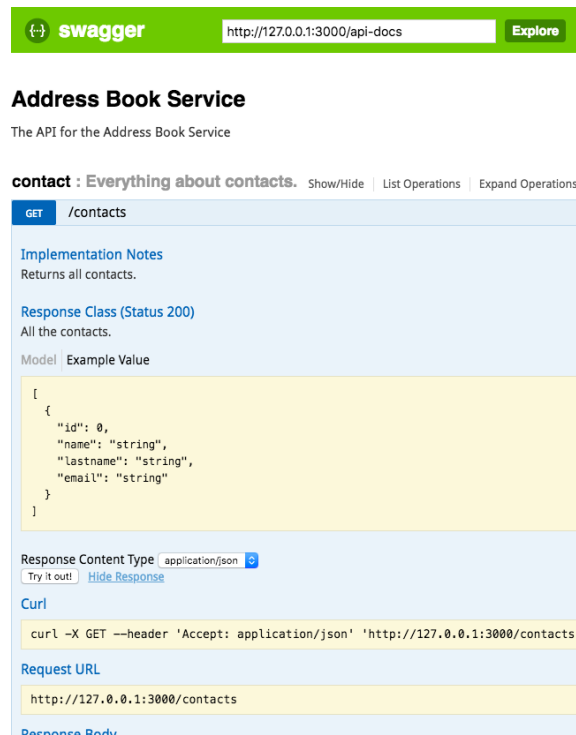 {···} swagger http://127.0.0.1:3000/api-docs Explore
Address Book Service
The API for the Address Book Service
contact : Everything about contacts. Show/Hide List Operations Expand Operations
GET /contacts
Implementation Notes
Returns all contacts.
Response Class (Status 200)
All the contacts.
Model Example Value
[
{
"id": 0,
"name": "string",
"lastname": "string",
"email": "string"
}
]
Response Content Type application/json
Try it out! Hide Response
Curl
curl -X GET --header 'Accept: application/json' 'http://127.0.0.1:3000/contacts
Request URL
http://127.0.0.1:3000/contacts
Response Body